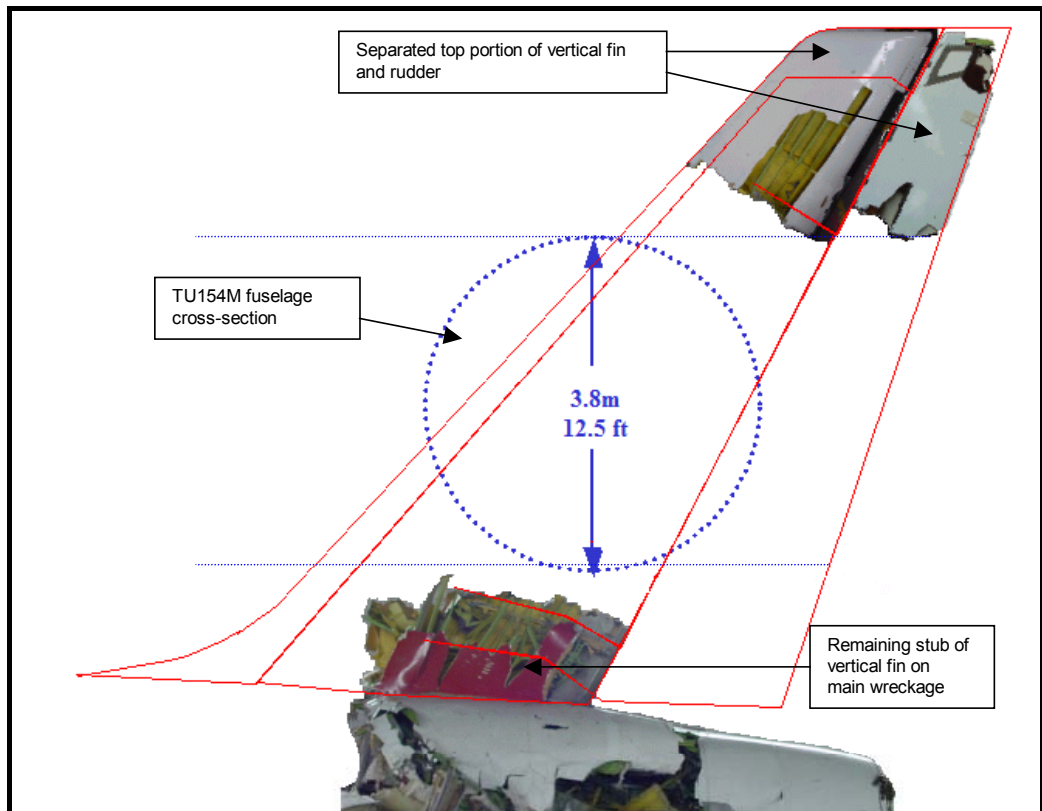 Separated top portion of vertical fin
and rudder
TU154M fuselage
cross-section
3.8m
12.5 ft
Remaining stub of
vertical fin on
main wreckage